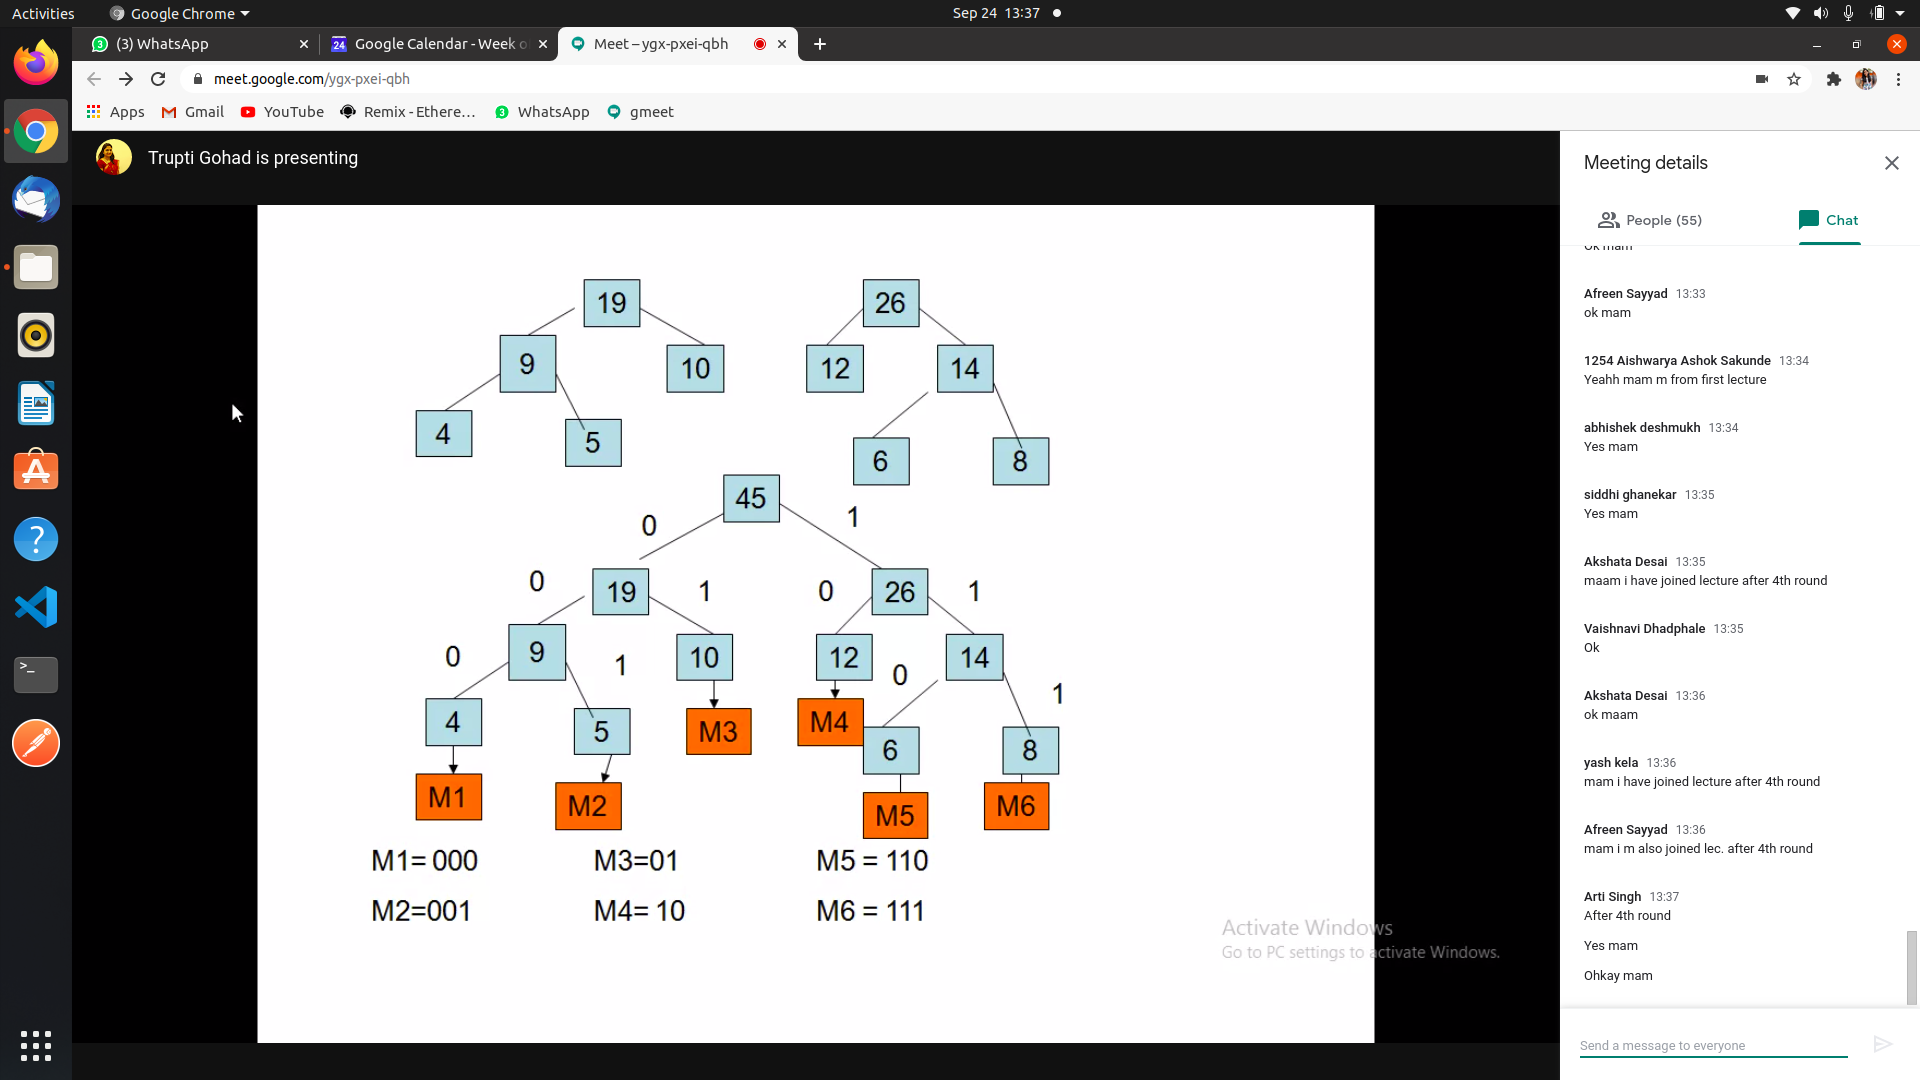 Activities
Google Chrome
Sep 24 13:37
(3) WhatsApp
Google Calendar - Week o
Meet – ygx-pxei-qbh
meet.google.com/ygx-pxei-qbh
Apps
Gmail
YouTube
Remix - Ethere...
WhatsApp
gmeet
Trupti Gohad is presenting
19
26
9
10
12
14
4
5
6
8
45
0
1
0
19
1
0
26
1
0
9
1
10
12
0
14
1
4
5
M3
M4
6
8
M1
M2
M5
M6
M1= 000
M3=01
M5 = 110
M2=001
M4= 10
M6 = 111
Activate Windows
Go to PC settings to activate Windows.
Meeting details
People (55)
Chat
Ok mam
Afreen Sayyad 13:33
ok mam
1254 Aishwarya Ashok Sakunde 13:34
Yeahh mam m from first lecture
abhishek deshmukh 13:34
Yes mam
siddhi ghanekar 13:35
Yes mam
Akshata Desai 13:35
maam i have joined lecture after 4th round
Vaishnavi Dhadphale 13:35
Ok
Akshata Desai 13:36
ok maam
yash kela 13:36
mam i have joined lecture after 4th round
Afreen Sayyad 13:36
mam i m also joined lec. after 4th round
Arti Singh 13:37
After 4th round
Yes mam
Ohkay mam
Send a message to everyone